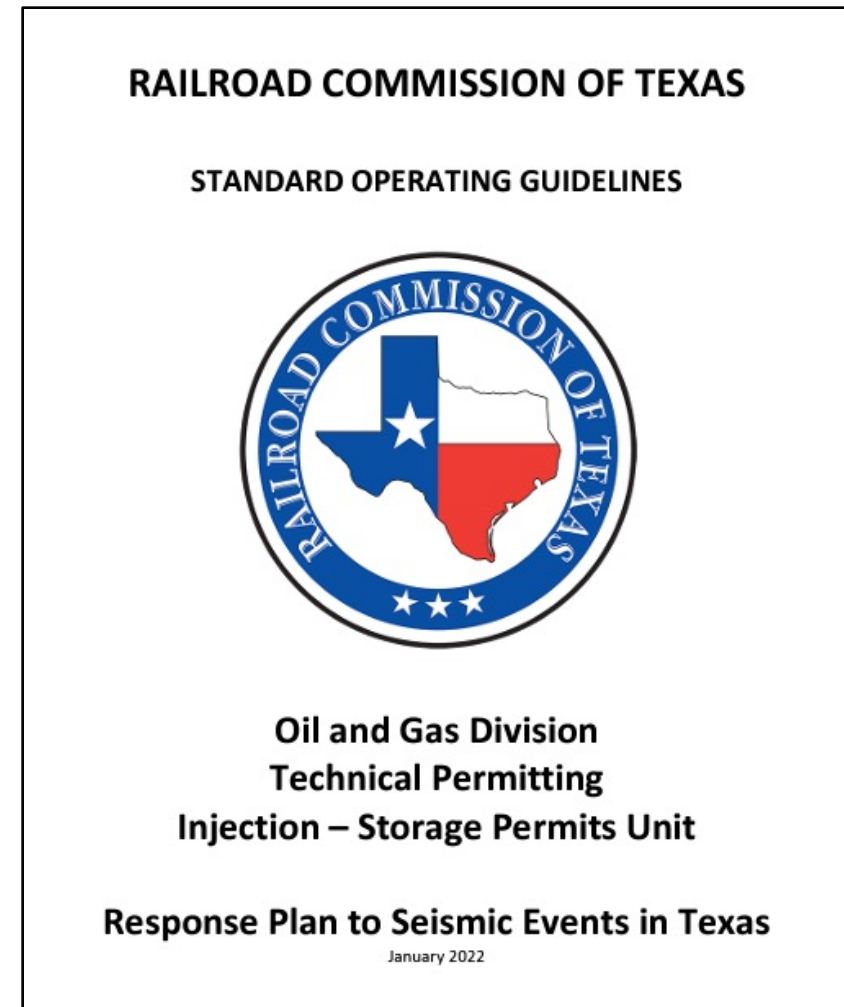 RAILROAD COMMISSION OF TEXAS
STANDARD OPERATING GUIDELINES
RAILROAD COMMISSION OF TEXAS
Oil and Gas Division
Technical Permitting
Injection – Storage Permits Unit
Response Plan to Seismic Events in Texas
January 2022